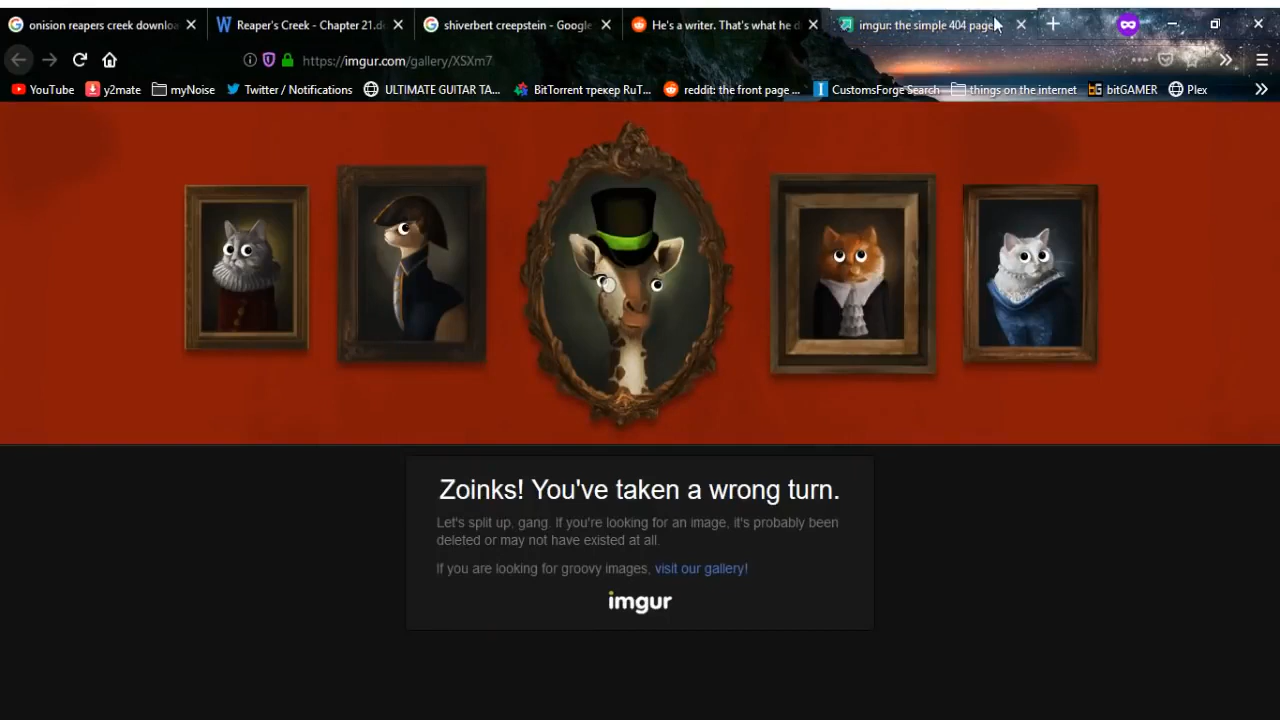 onision reapers creek downloa
Reaper's Creek - Chapter 21.d
shiverbert creepstein - Google
He's a writer. That's what he d
imgur: the simple 404 page
https://imgur.com/gallery/XSXm7
YouTube
y2mate
myNoise
Twitter / Notifications
ULTIMATE GUITAR TA...
BitTorrent трекер RuT...
reddit: the front page ...
CustomsForge Search
things on the internet
bitGAMER
Plex
Zoinks! You've taken a wrong turn.
Let's split up, gang. If you're looking for an image, it's probably been
deleted or may not have existed at all.
If you are looking for groovy images, visit our gallery!
imgur